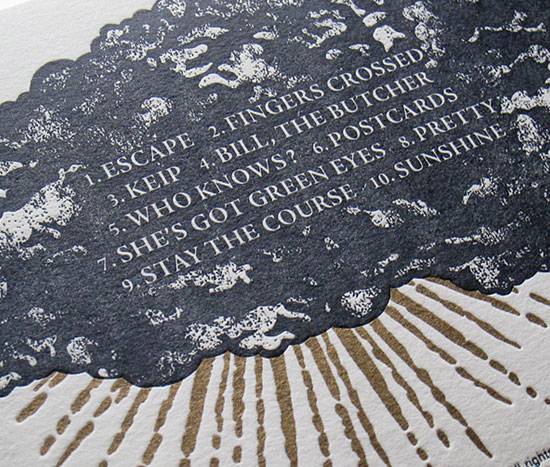 1. ESCAPE 2. FINGERS CROSSED
3. KEIP 4. BILL, THE BUTCHER
5. WHO KNOWS? 6. POSTCARDS
7. SHE'S GOT GREEN EYES 8. PRETTY
9. STAY THE COURSE 10. SUNSHINE